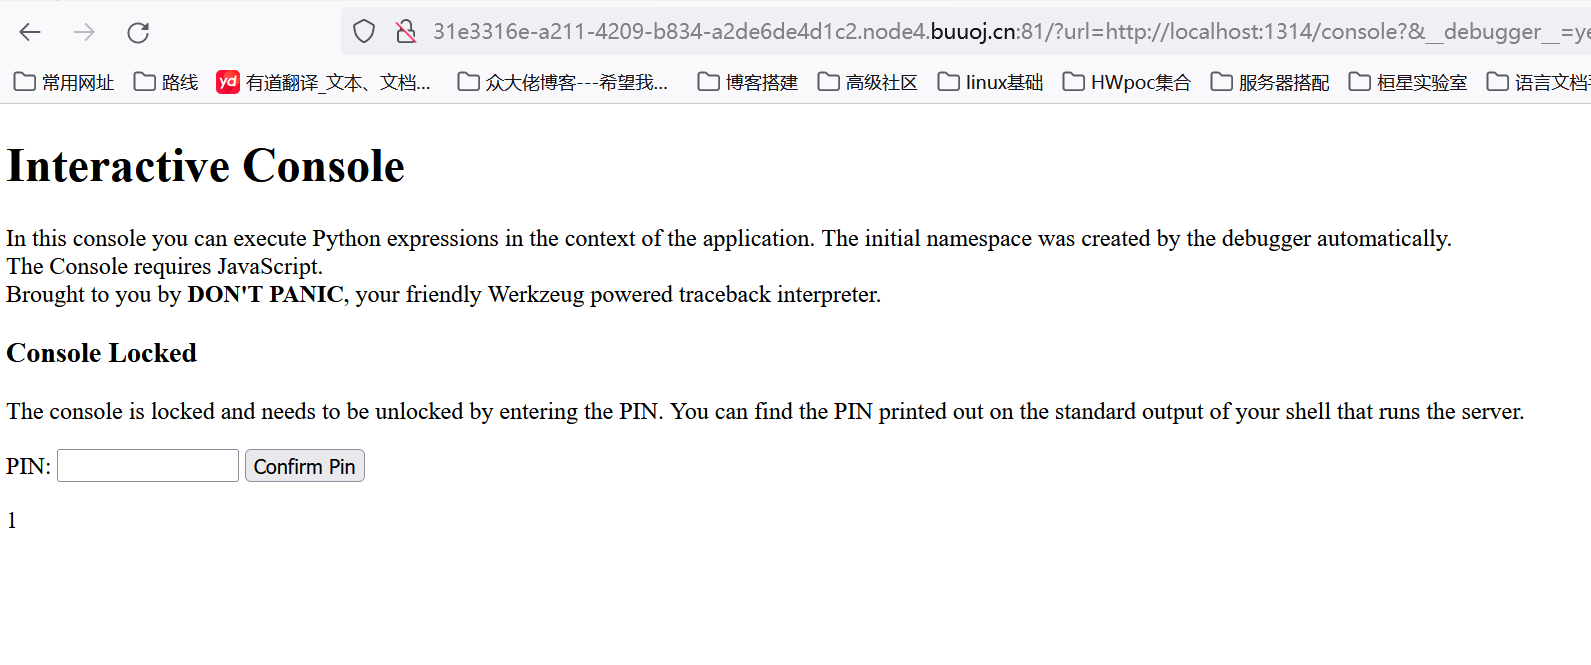 31e3316e-a211-4209-b834-a2de6de4d1c2.node4.buuoj.cn:81/?url=http://localhost:1314/console?&__debugger__=ye
常用网址 路线 yd 有道翻译_文本、文档... 众大佬博客---希望我... 博客搭建 高级社区 linux基础 HWpoc集合 服务器搭配 桓星实验室 语言文档
Interactive Console
In this console you can execute Python expressions in the context of the application. The initial namespace was created by the debugger automatically.
The Console requires JavaScript.
Brought to you by DON'T PANIC, your friendly Werkzeug powered traceback interpreter.
Console Locked
The console is locked and needs to be unlocked by entering the PIN. You can find the PIN printed out on the standard output of your shell that runs the server.
PIN: Confirm Pin
1